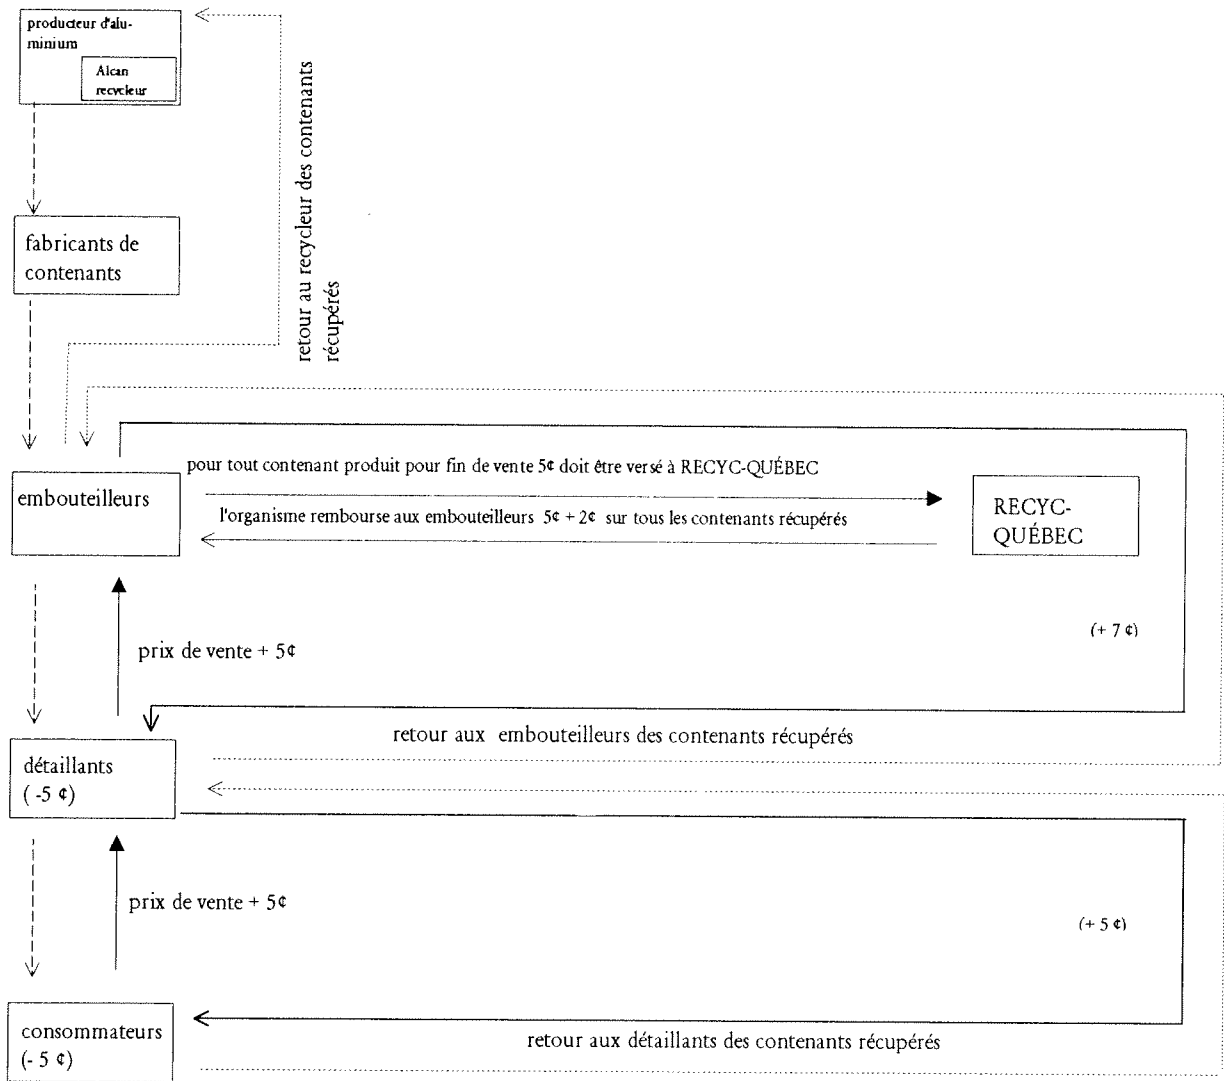 producteur d'alu-
minium
Alcan
recycleur
retour au recycleur des contenants
récupérés
fabricants de
contenants
pour tout contenant produit pour fin de vente 5¢ doit être versé à RECYC-QUÉBEC
embouteilleurs
l'organisme rembourse aux embouteilleurs 5¢ + 2¢ sur tous les contenants récupérés
RECYC-
QUÉBEC
(+ 7 ¢)
prix de vente + 5¢
retour aux embouteilleurs des contenants récupérés
détaillants
( -5 ¢)
prix de vente + 5¢
(+ 5 ¢)
consommateurs
(- 5 ¢)
retour aux détaillants des contenants récupérés